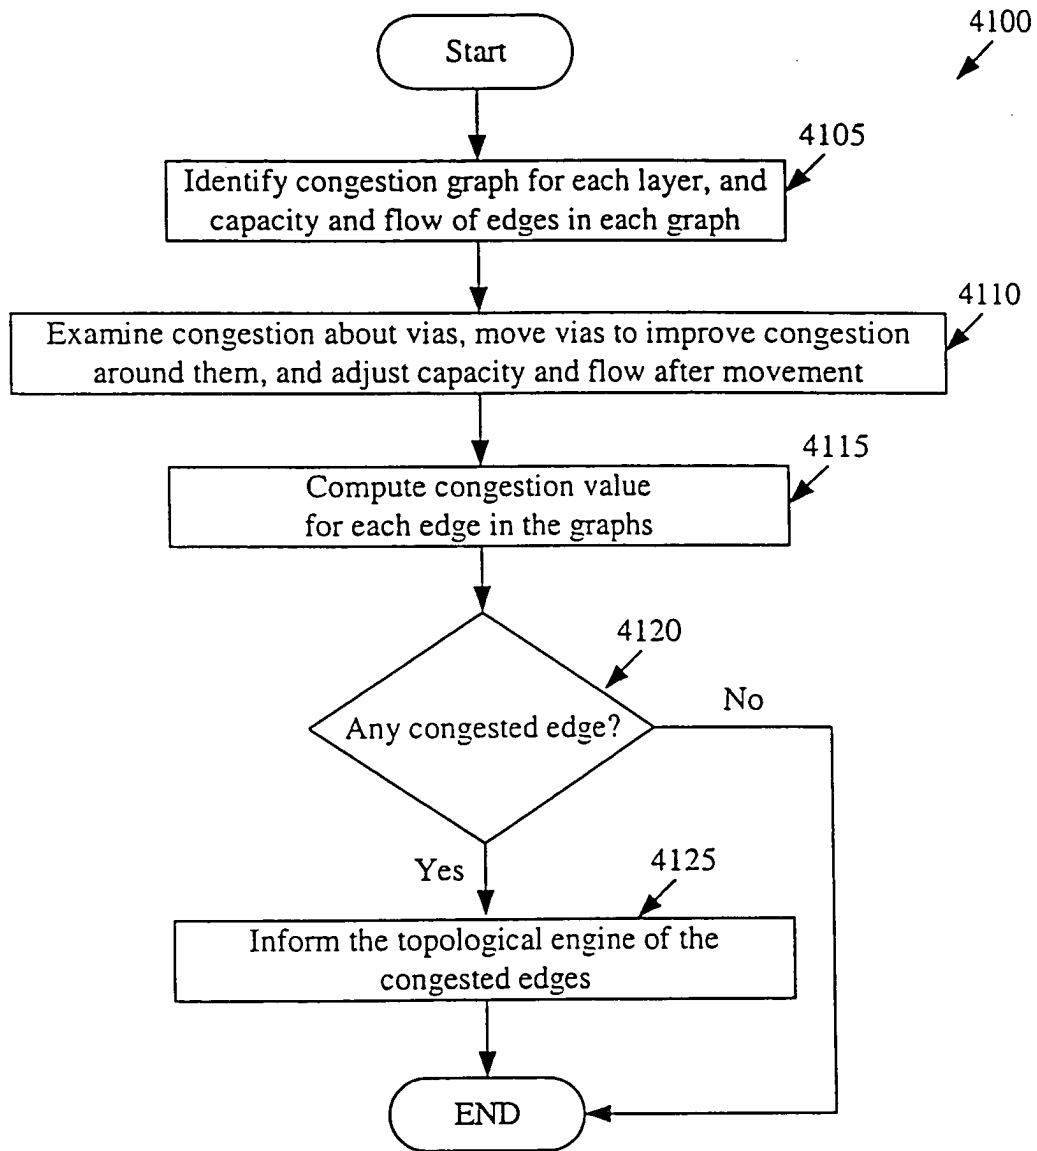 4100
Start
4105
Identify congestion graph for each layer, and
capacity and flow of edges in each graph
4110
Examine congestion about vias, move vias to improve congestion
around them, and adjust capacity and flow after movement
4115
Compute congestion value
for each edge in the graphs
4120
No
Any congested edge?
Yes
4125
Inform the topological engine of the
congested edges
END